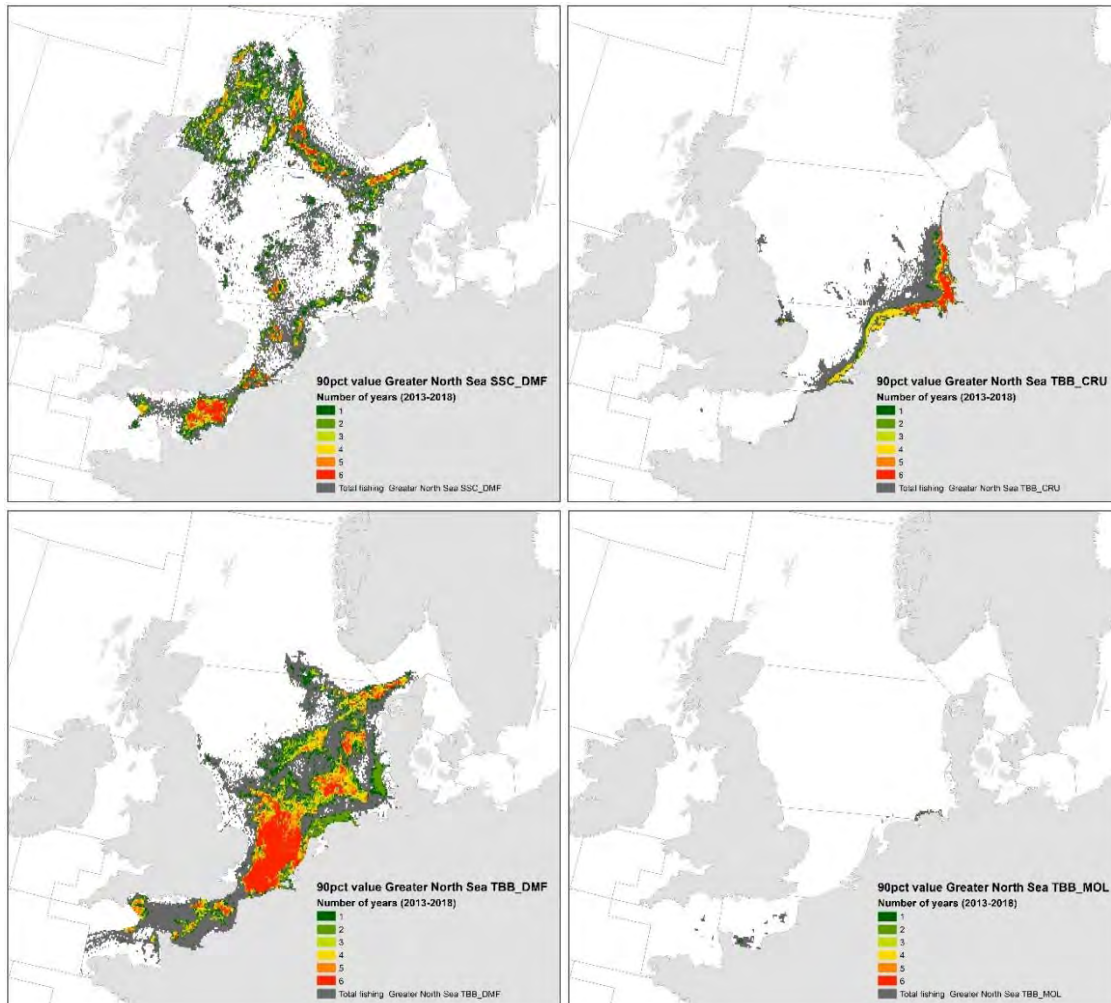 90pct value Greater North Sea SSC_DMF
Number of years (2013-2018)
1
2
3
4
5
6
Total fishing Greater North Sea SSC_DMF
90pct value Greater North Sea TBB_CRU
Number of years (2013-2018)
1
2
3
4
5
6
Total fishing Greater North Sea TBB_CRU
90pct value Greater North Sea TBB_DMF
Number of years (2013-2018)
1
2
3
4
5
6
Total fishing Greater North Sea TBB_DMF
90pct value Greater North Sea TBB_MOL
Number of years (2013-2018)
1
2
3
4
5
6
Total fishing Greater North Sea TBB_MOL